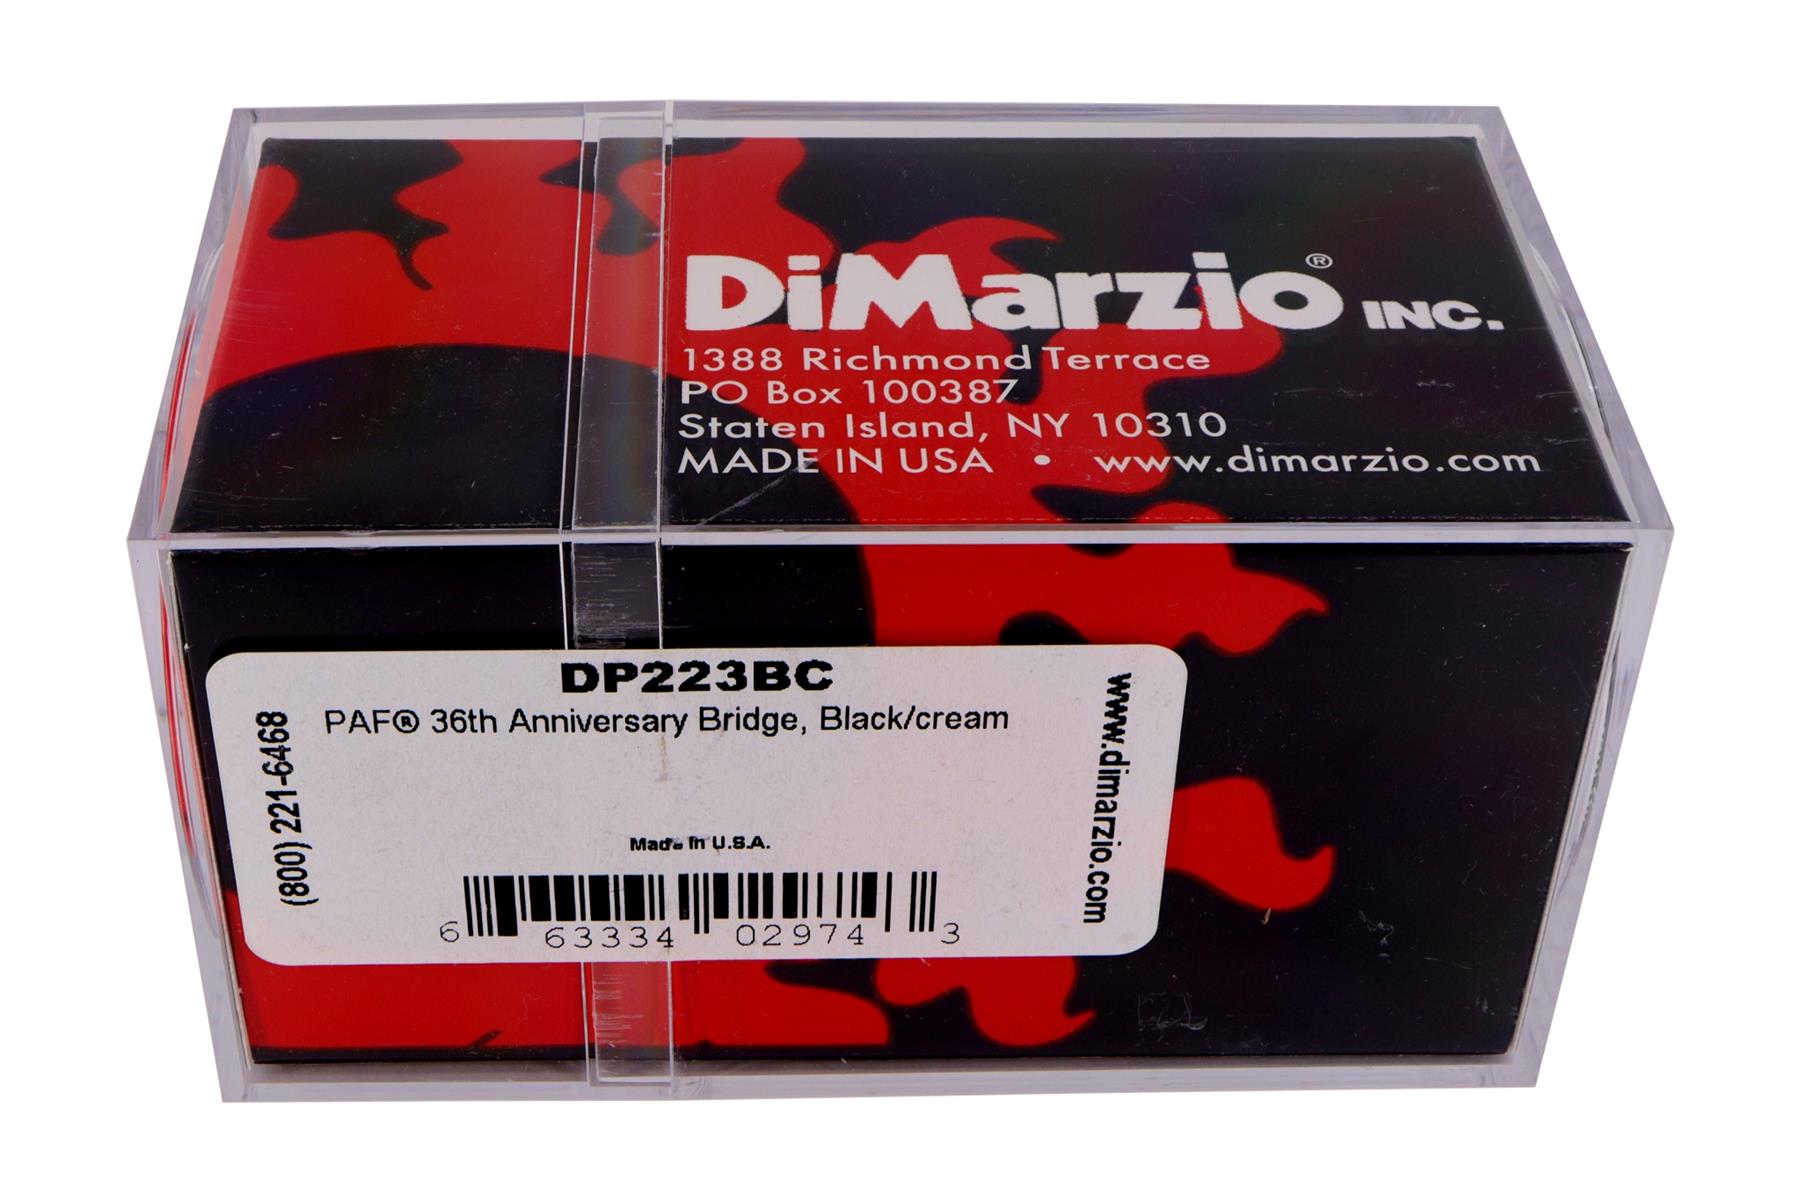 DiMarzio® INC.
1388 Richmond Terrace
PO Box 100387
Staten Island, NY 10310
MADE IN USA • www.dimarzio.com
DP223BC
PAF® 36th Anniversary Bridge, Black/cream
(800) 221-6468
www.dimarzio.com
Made in U.S.A.
6 63334 02974 3